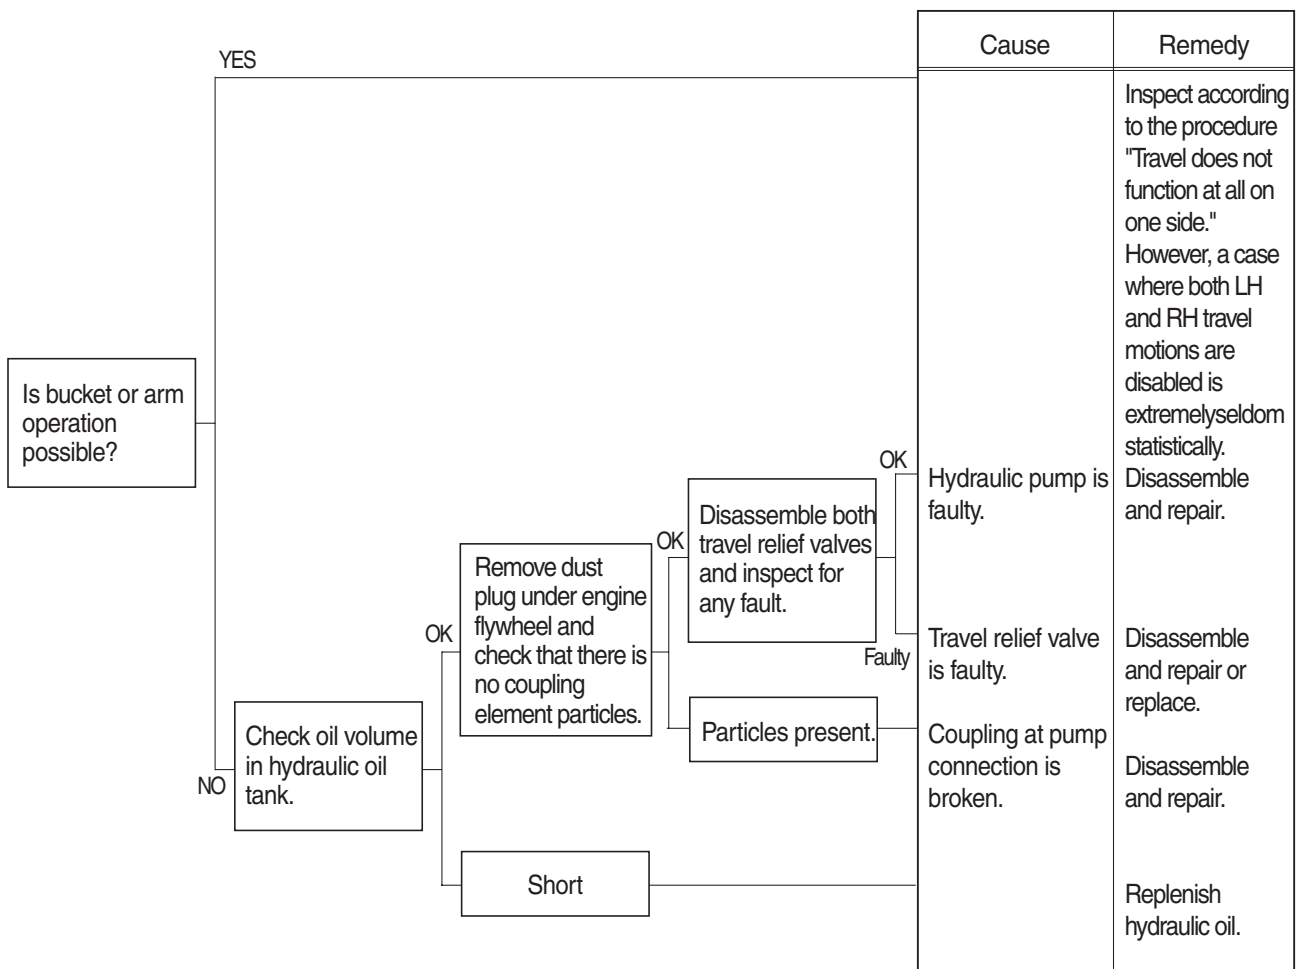 Cause
Remedy
YES
Inspect according
to the procedure
"Travel does not
function at all on
one side."
However, a case
where both LH
and RH travel
motions are
disabled is
extremelyseldom
statistically.
Is bucket or arm
operation
possible?
NO
Check oil volume
in hydraulic oil
tank.
OK
Remove dust
plug under engine
flywheel and
check that there is
no coupling
element particles.
OK
Disassemble both
travel relief valves
and inspect for
any fault.
OK
Hydraulic pump is
faulty.
Disassemble
and repair.
Faulty
Travel relief valve
is faulty.
Disassemble
and repair or
replace.
Particles present.
Coupling at pump
connection is
broken.
Disassemble
and repair.
Short
Replenish
hydraulic oil.